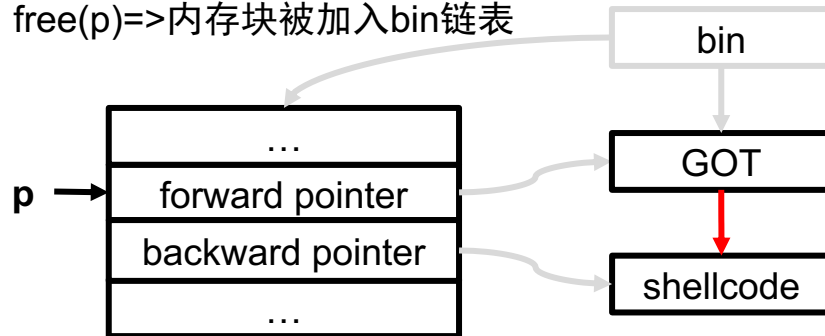 free(p)=>内存块被加入bin链表
bin
…
GOT
p
forward pointer
backward pointer
shellcode
…